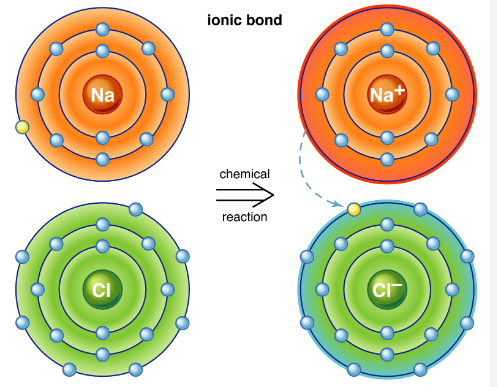 ionic bond
Na
Na+
chemical
reaction
Cl
Cl–